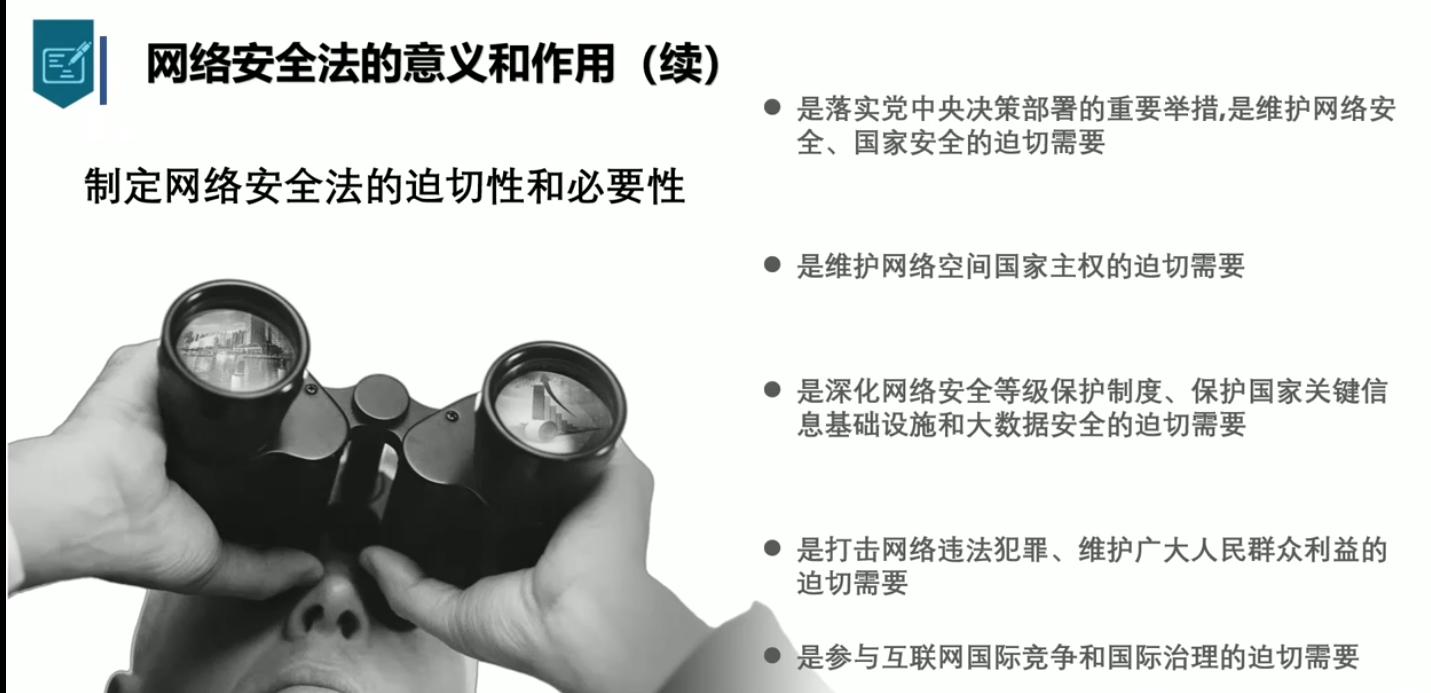 网络安全法的意义和作用（续）
制定网络安全法的迫切性和必要性
是落实党中央决策部署的重要举措,是维护网络安
全、国家安全的迫切需要
是维护网络空间国家主权的迫切需要
是深化网络安全等级保护制度、保护国家关键信
息基础设施和大数据安全的迫切需要
是打击网络违法犯罪、维护广大人民群众利益的
迫切需要
是参与互联网国际竞争和国际治理的迫切需要